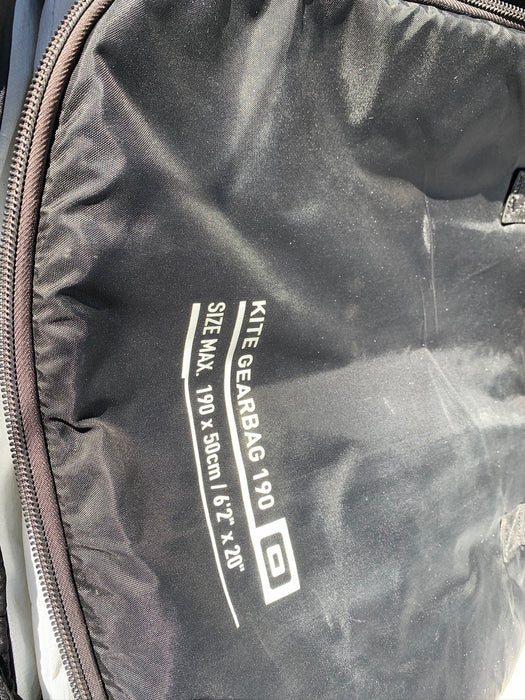 KITE GEARBAG 190
SIZE MAX. 190 x 50cm / 6'2" x 20"